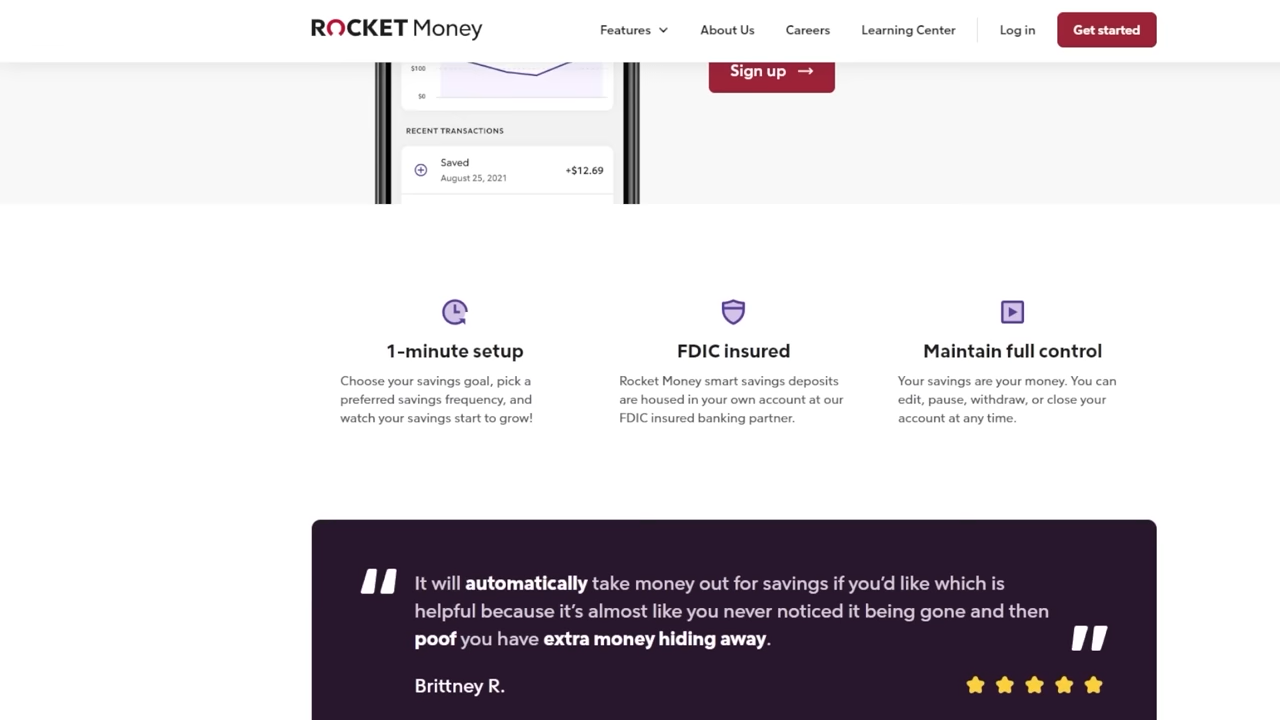 ROCKET Money
Features
About Us
Careers
Learning Center
Log in
Get started
$100
$0
Sign up →
RECENT TRANSACTIONS
Saved
August 25, 2021
+$12.69
1-minute setup
Choose your savings goal, pick a
preferred savings frequency, and
watch your savings start to grow!
FDIC insured
Rocket Money smart savings deposits
are housed in your own account at our
FDIC insured banking partner.
Maintain full control
Your savings are your money. You can
edit, pause, withdraw, or close your
account at any time.
" It will automatically take money out for savings if you'd like which is
helpful because it's almost like you never noticed it being gone and then
poof you have extra money hiding away. "
Brittney R.